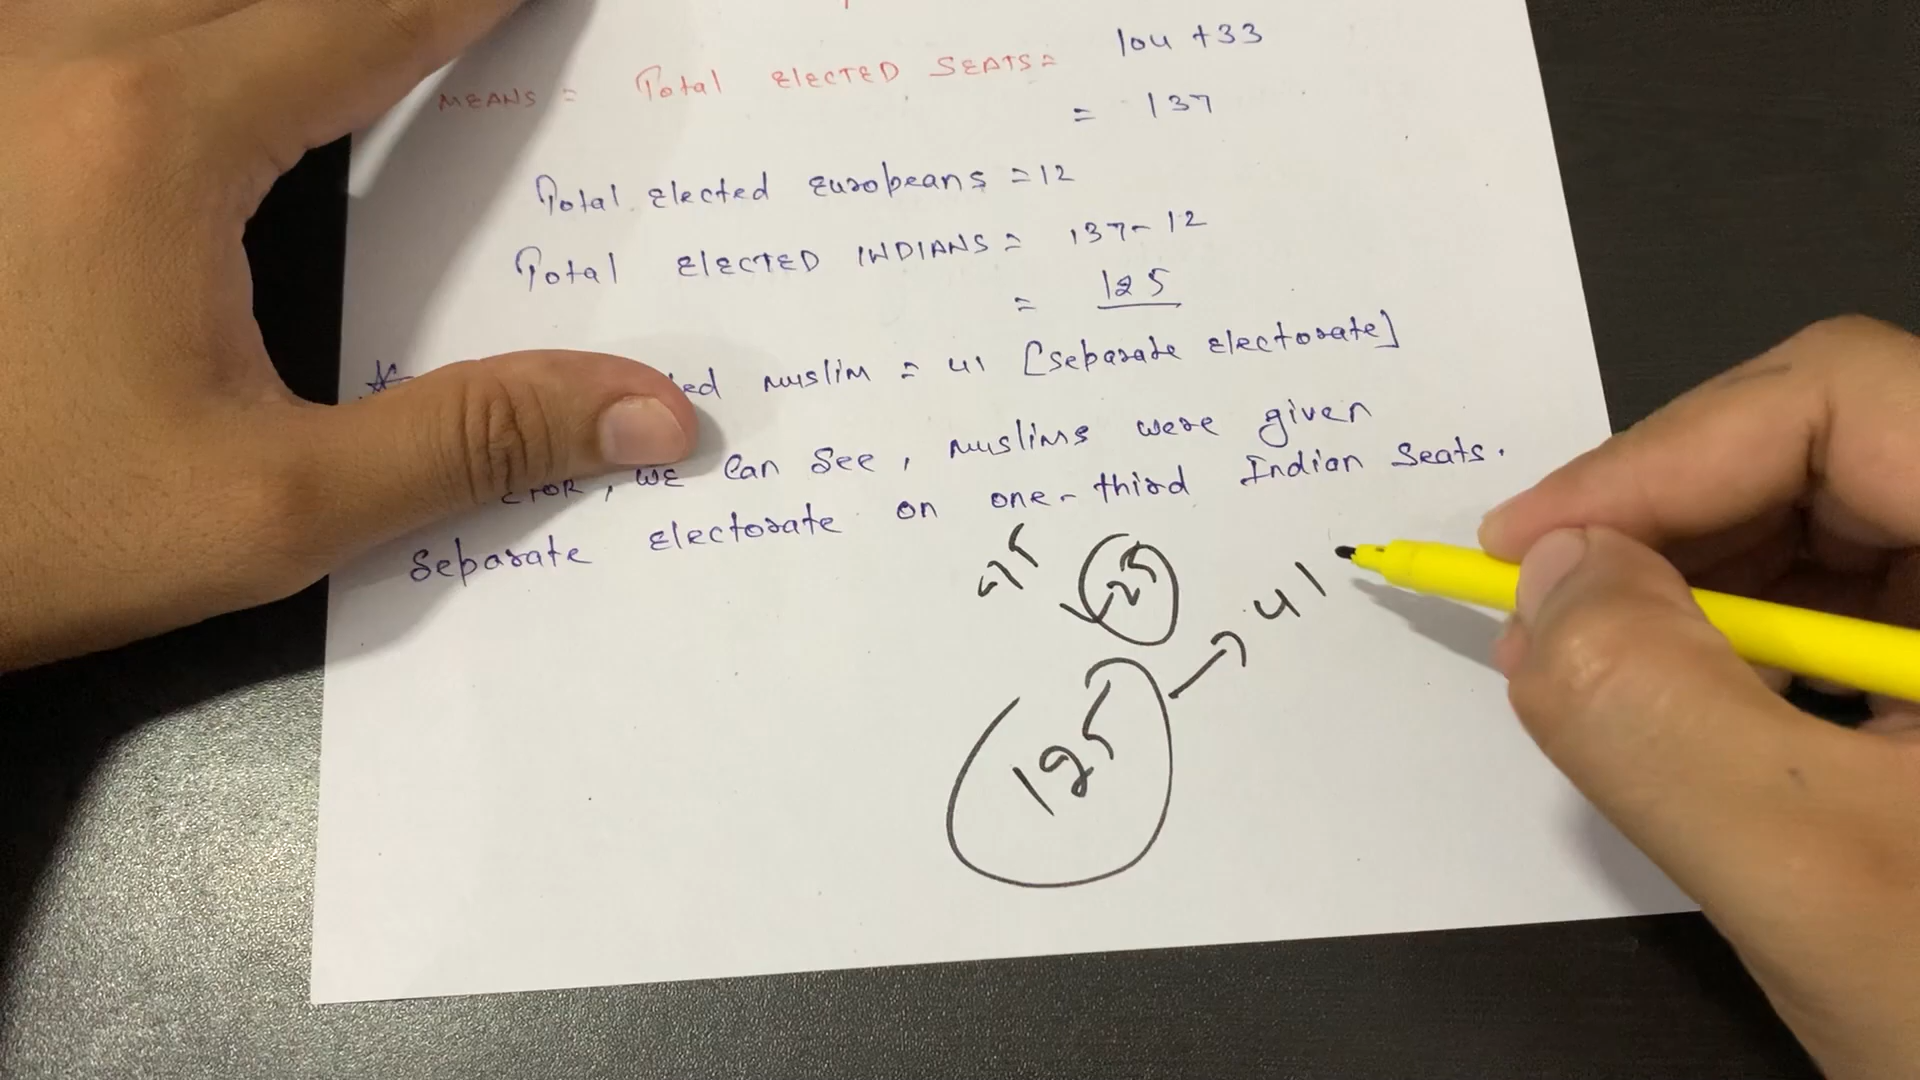 MEANS = Total ElECTED SEATS = 104 + 33
= 137
Total Elected Europeans = 12
Total ElECTED INDIANS = 137 - 12
= 125
ed muslim = 41 [Separate electorate]
CTOR, WE Can See, muslims were given
Separate Electorate on one-third Indian Seats.
25
41
125